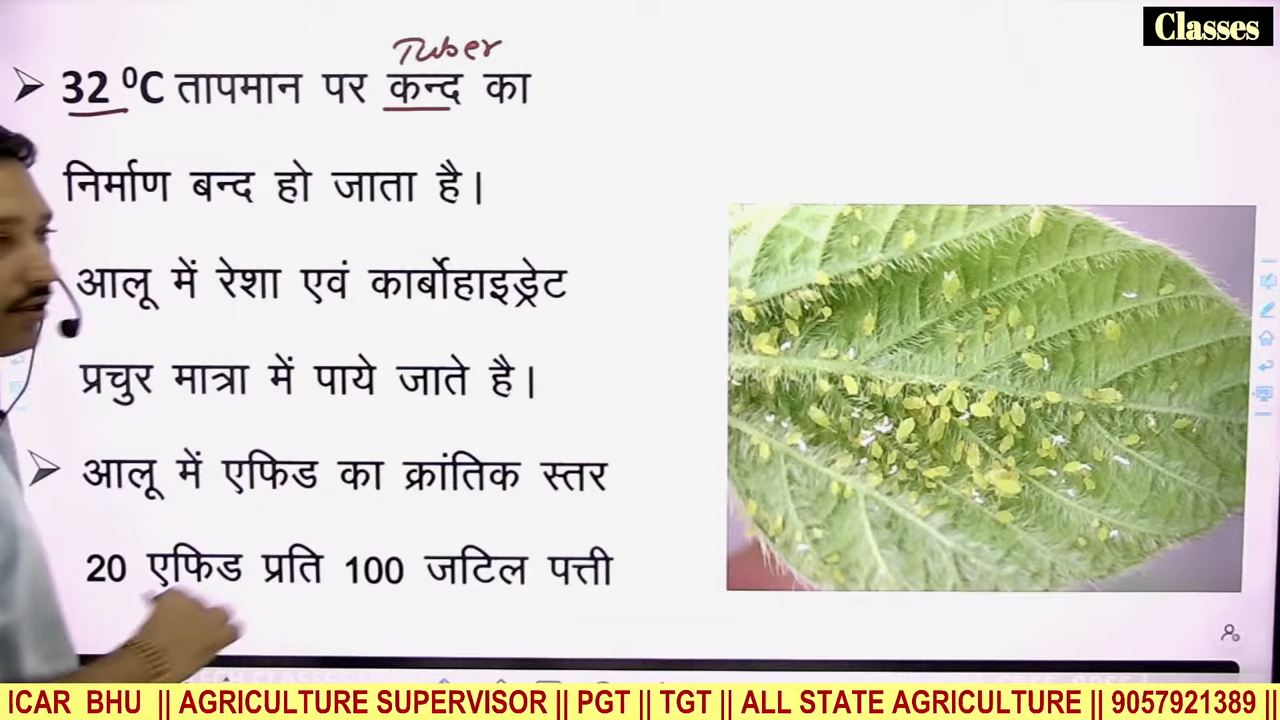 Classes
Tuber
➢ 32 ⁰C तापमान पर कन्द का
निर्माण बन्द हो जाता है।
आलू में रेशा एवं कार्बोहाइड्रेट
प्रचुर मात्रा में पाये जाते है।
➢ आलू में एफिड का क्रांतिक स्तर
20 एफिड प्रति 100 जटिल पत्ती
ICAR BHU || AGRICULTURE SUPERVISOR || PGT || TGT || ALL STATE AGRICULTURE || 9057921389 ||